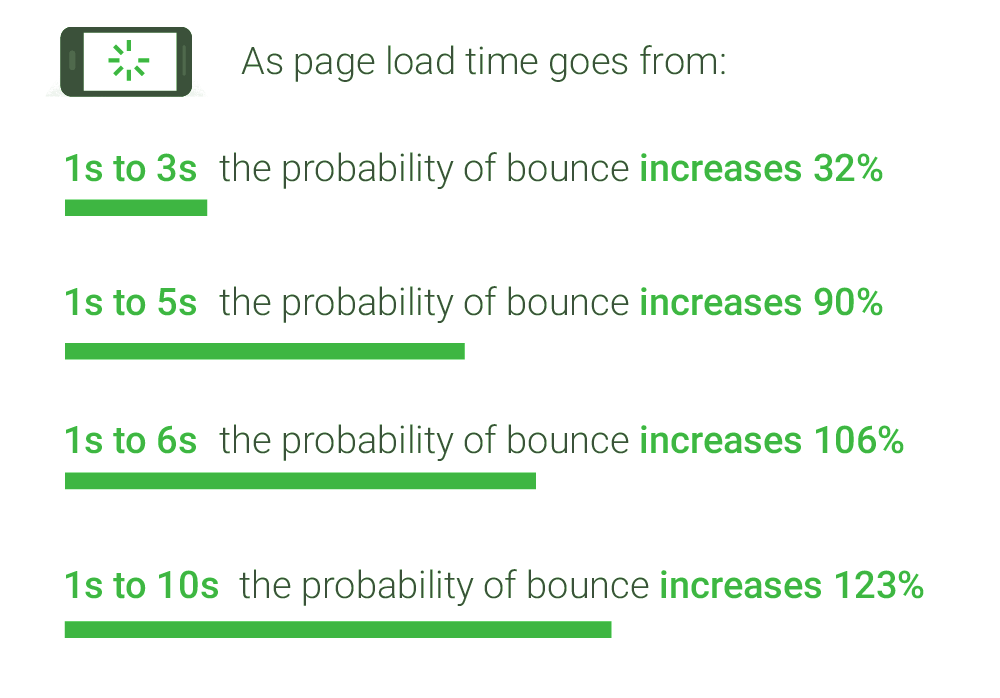 As page load time goes from:
1s to 3s the probability of bounce increases 32%
1s to 5s the probability of bounce increases 90%
1s to 6s the probability of bounce increases 106%
1s to 10s the probability of bounce increases 123%